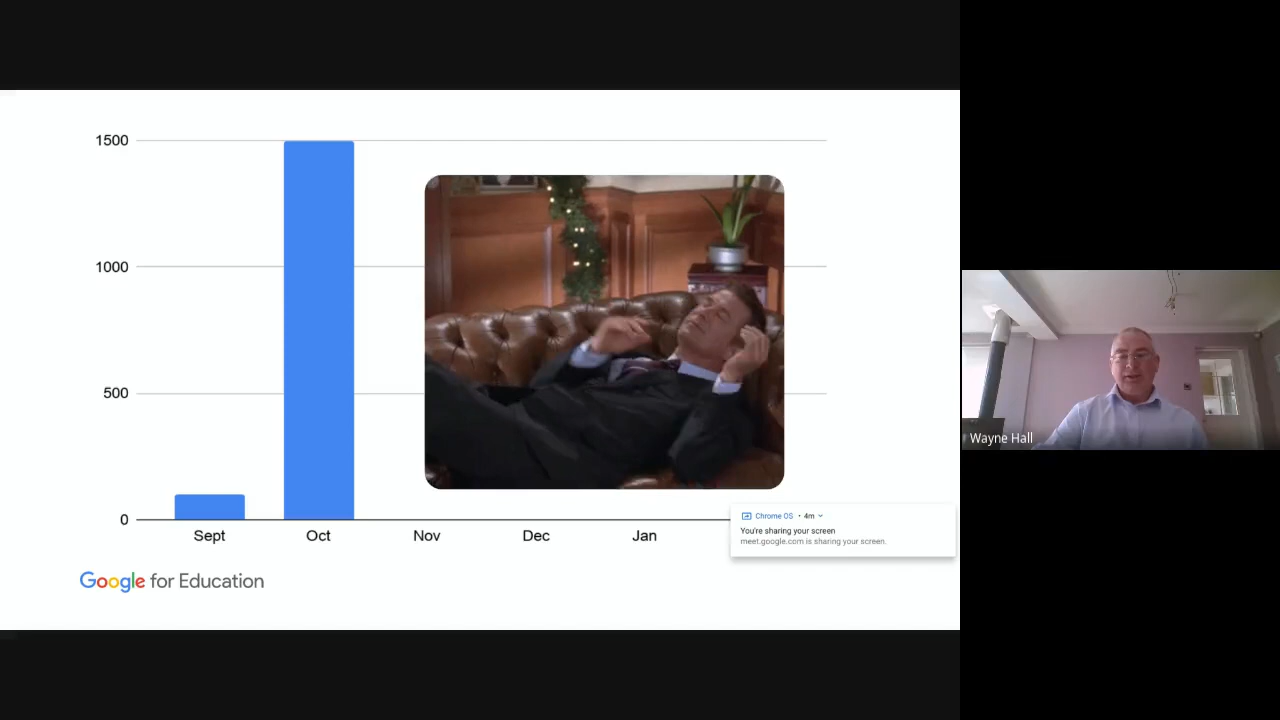 1500
1000
500
0
Sept Oct Nov Dec Jan
Chrome OS • 4m
You're sharing your screen
meet.google.com is sharing your screen.
Google for Education
Wayne Hall